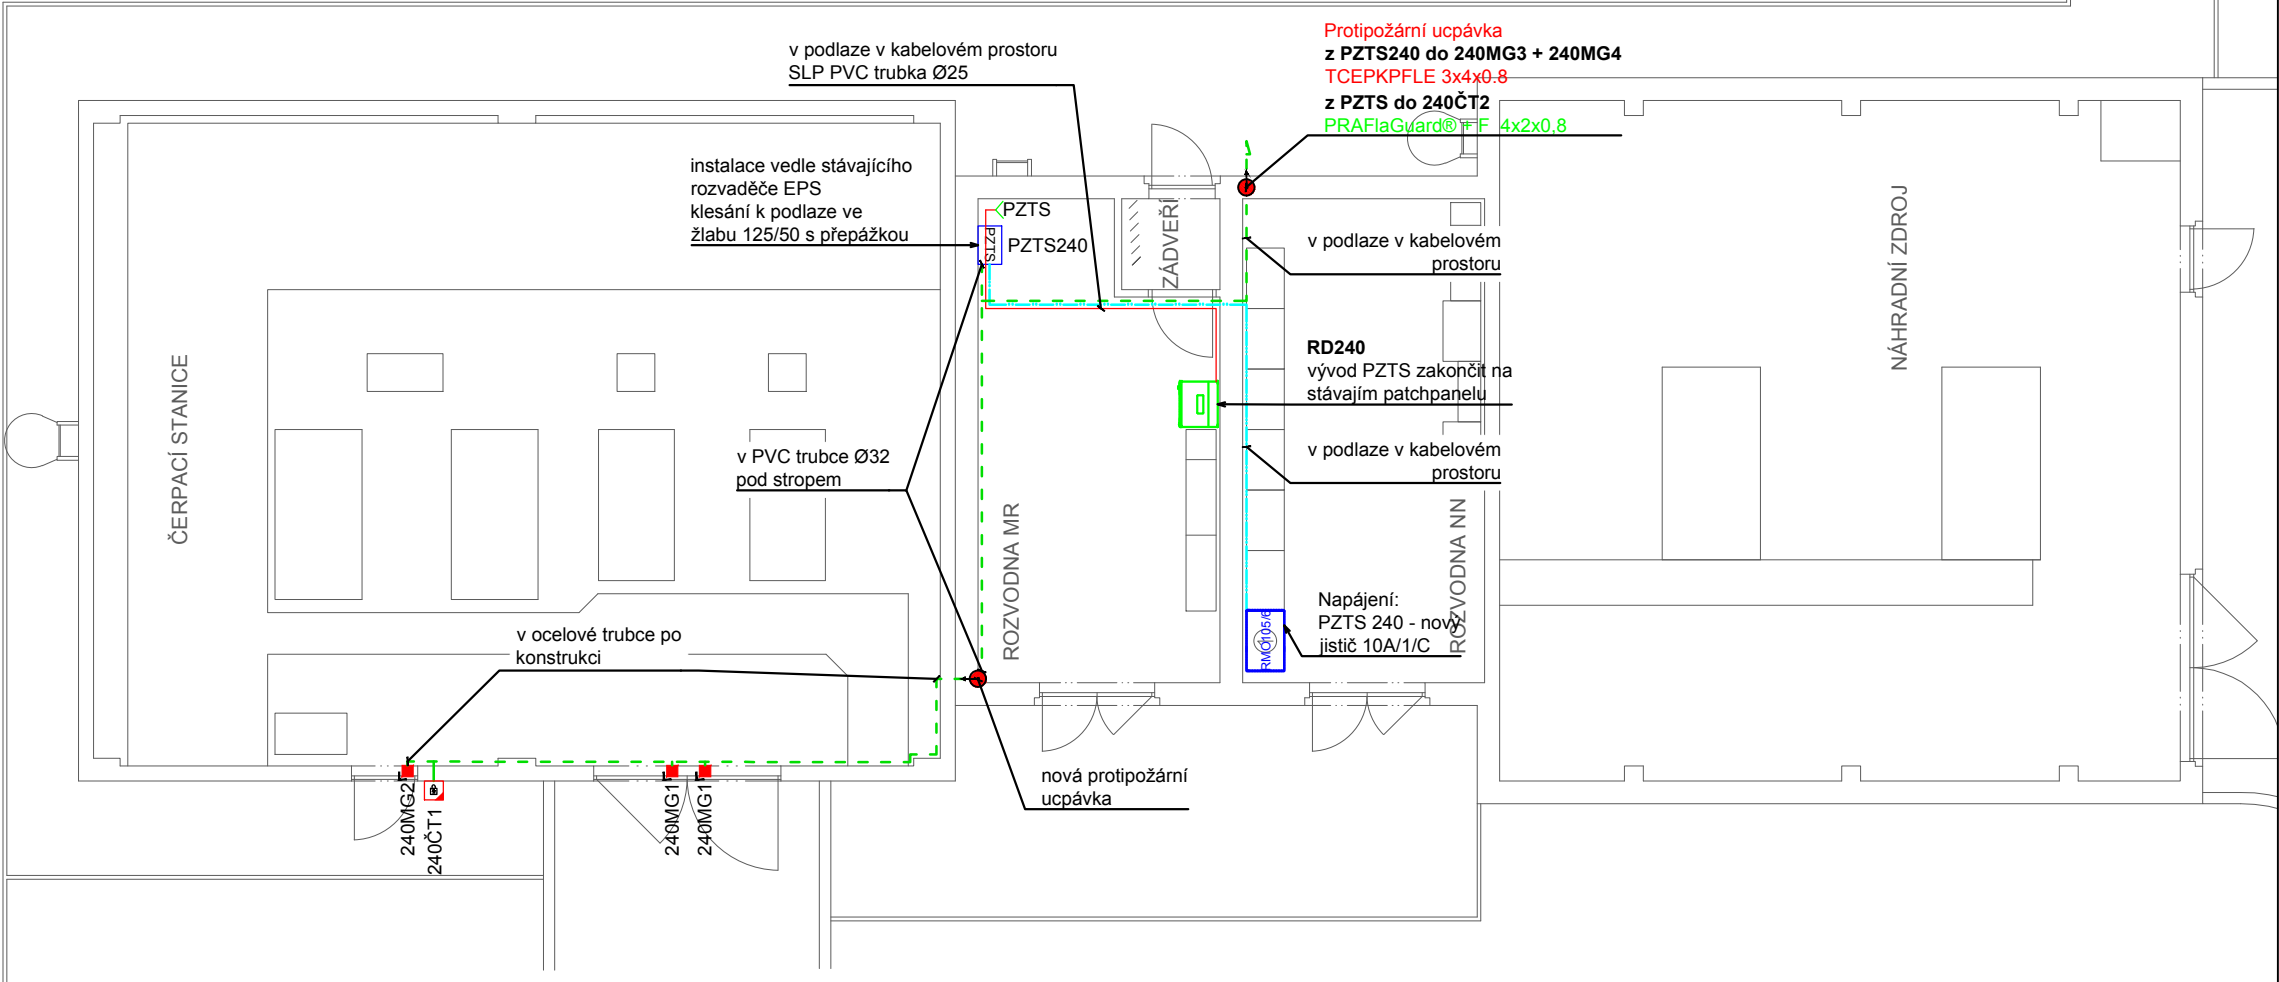 Protipožární ucpávka
z PZTS240 do 240MG3 + 240MG4
TCEPKPFLE 3x4x0.8
z PZTS do 240ČT2
PRAFlaGuard® + F 4x2x0,8
v podlaze v kabelovém prostoru
SLP PVC trubka Ø25
instalace vedle stávajícího
rozvaděče EPS
klesání k podlaze ve
žlabu 125/50 s přepážkou
PZTS
PZTS
PZTS240
ZÁDVEŘÍ
v podlaze v kabelovém
prostoru
NÁHRADNÍ ZDROJ
RD240
vývod PZTS zakončit na
stávajím patchpanelu
ČERPACÍ STANICE
v PVC trubce Ø32
pod stropem
v podlaze v kabelovém
prostoru
ROZVODNA MR
ROZVODNA NN
Napájení:
PZTS 240 - nový
jistič 10A/1/C
RMO105/6
v ocelové trubce po
konstrukci
nová protipožární
ucpávka
240MG2
240ČT1
240MG1
240MG1